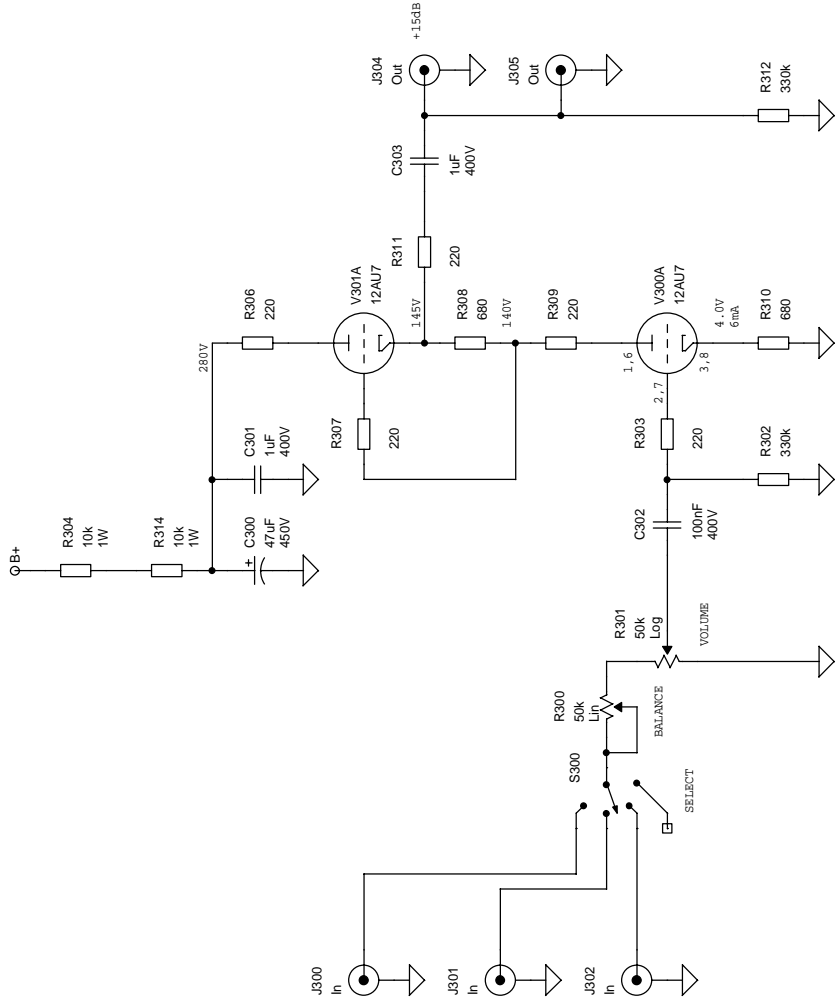 B+
R304
10k
1W
R314
10k
1W
C300
47uF
450V
+
C301
1uF
400V
280V
R306
220
V301A
12AU7
R307
220
145V
R308
680
140V
R309
220
R311
220
C303
1uF
400V
J304
Out
+15dB
J305
Out
R312
330k
V300A
12AU7
1,6
2,7
3,8
4.0V
6mA
R310
680
R303
220
R302
330k
C302
100nF
400V
R301
50k
Log
VOLUME
R300
50k
Lin
BALANCE
S300
SELECT
J300
In
J301
In
J302
In